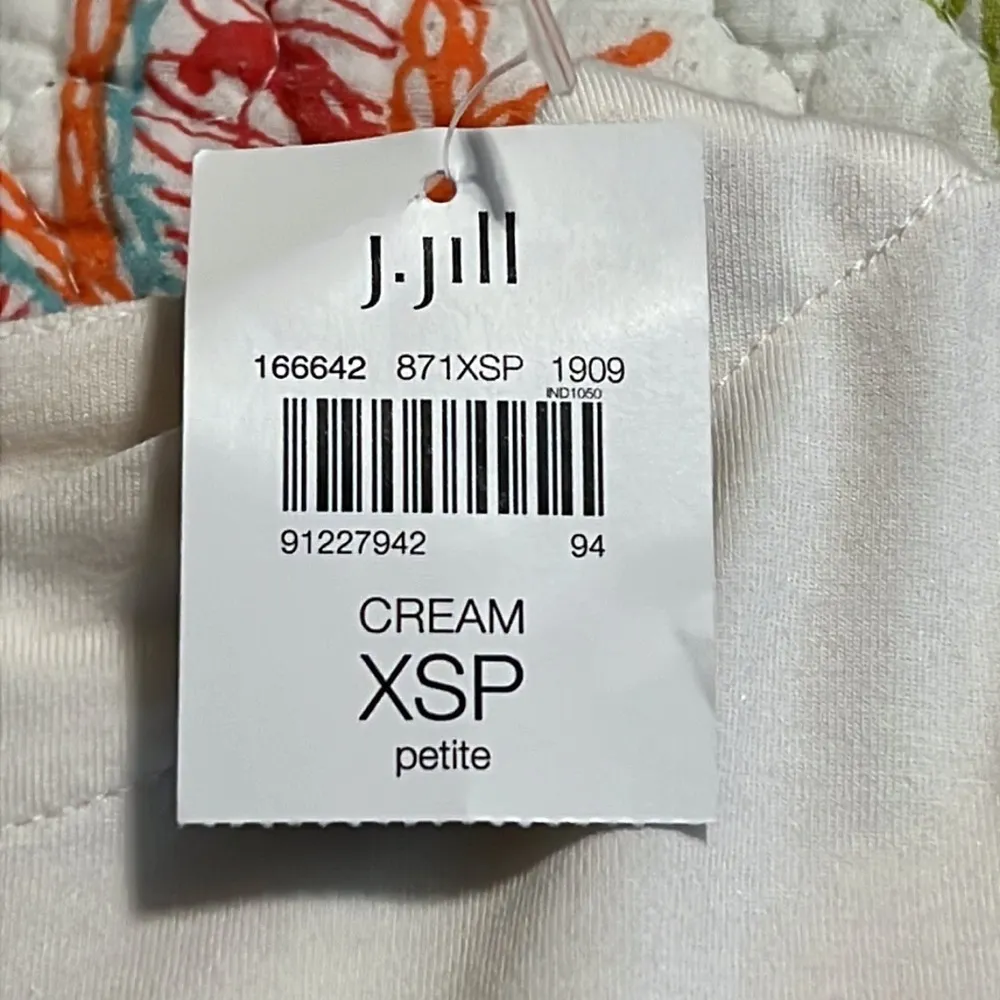 J.Jill
166642 871XSP 1909
IND1050
91227942 94
CREAM
XSP
petite